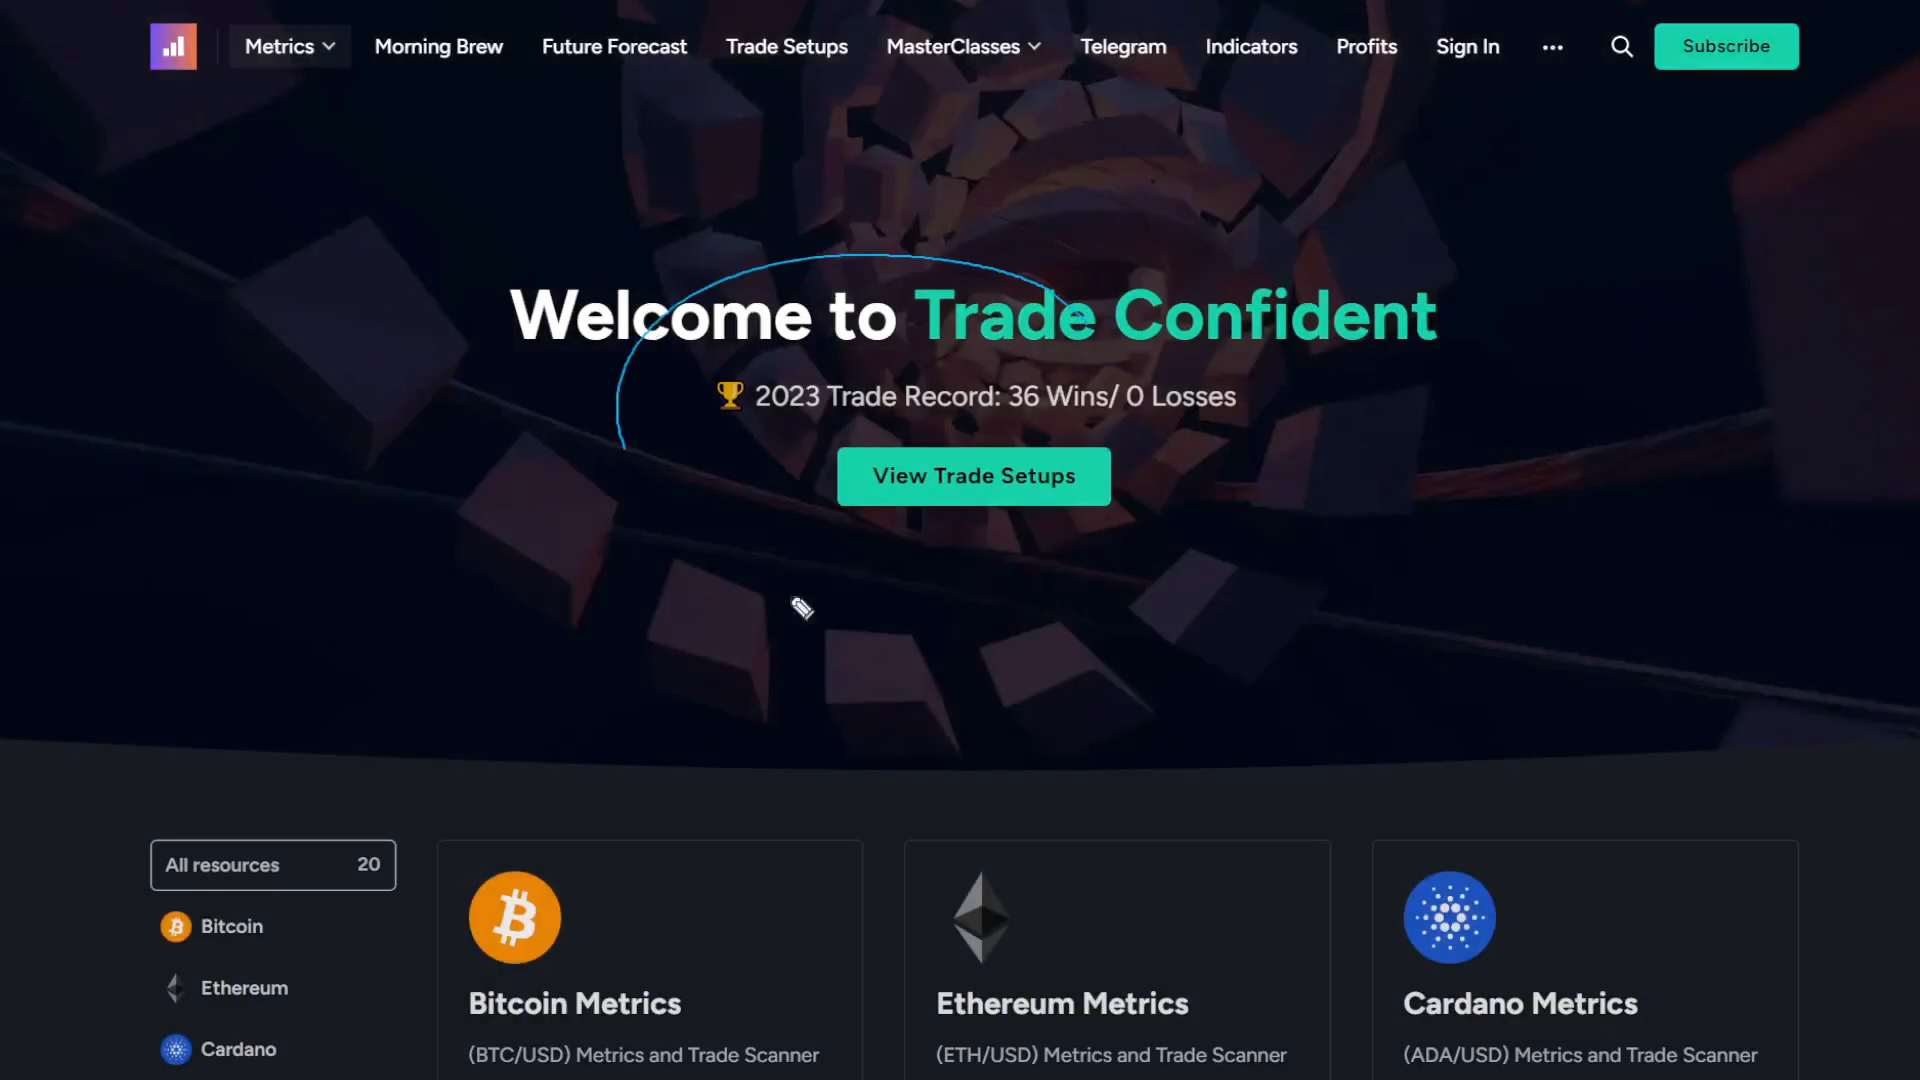 Metrics
Morning Brew
Future Forecast
Trade Setups
MasterClasses
Telegram
Indicators
Profits
Sign In
Subscribe
Welcome to Trade Confident
2023 Trade Record: 36 Wins/ 0 Losses
View Trade Setups
All resources 20
Bitcoin
Ethereum
Cardano
Bitcoin Metrics
(BTC/USD) Metrics and Trade Scanner
Ethereum Metrics
(ETH/USD) Metrics and Trade Scanner
Cardano Metrics
(ADA/USD) Metrics and Trade Scanner